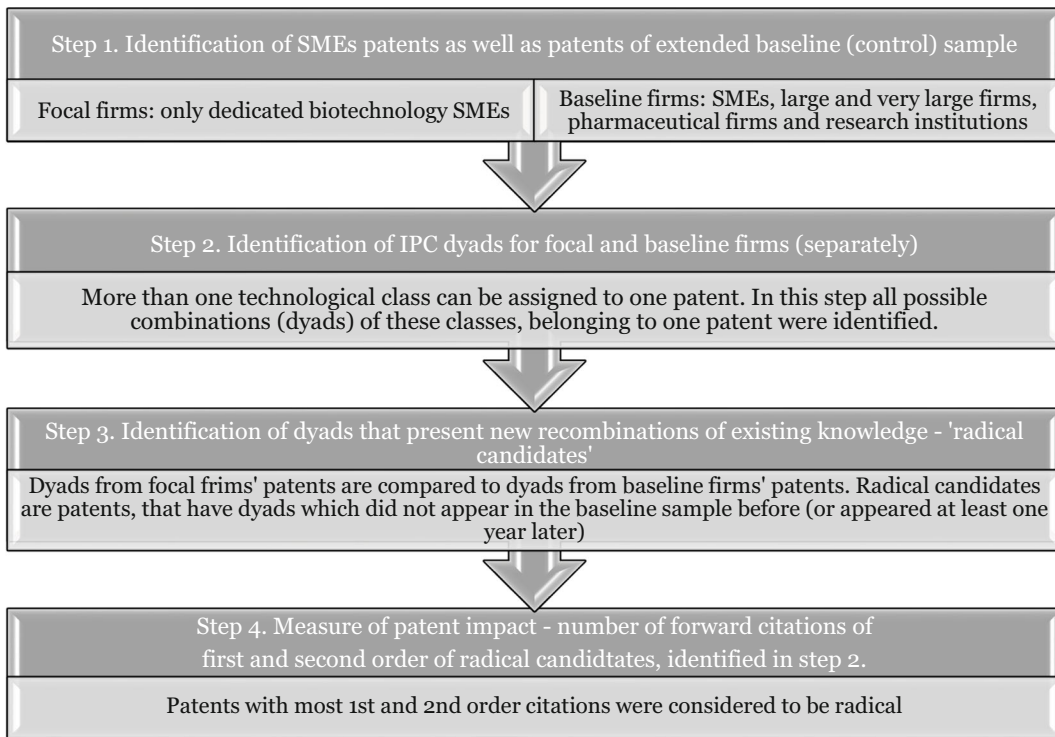 Step 1. Identification of SMEs patents as well as patents of extended baseline (control) sample
Focal firms: only dedicated biotechnology SMEs
Baseline firms: SMEs, large and very large firms,
pharmaceutical firms and research institutions
Step 2. Identification of IPC dyads for focal and baseline firms (separately)
More than one technological class can be assigned to one patent. In this step all possible
combinations (dyads) of these classes, belonging to one patent were identified.
Step 3. Identification of dyads that present new recombinations of existing knowledge - 'radical
candidates'
Dyads from focal frims' patents are compared to dyads from baseline firms' patents. Radical candidates
are patents, that have dyads which did not appear in the baseline sample before (or appeared at least one
year later)
Step 4. Measure of patent impact - number of forward citations of
first and second order of radical candidtates, identified in step 2.
Patents with most 1st and 2nd order citations were considered to be radical